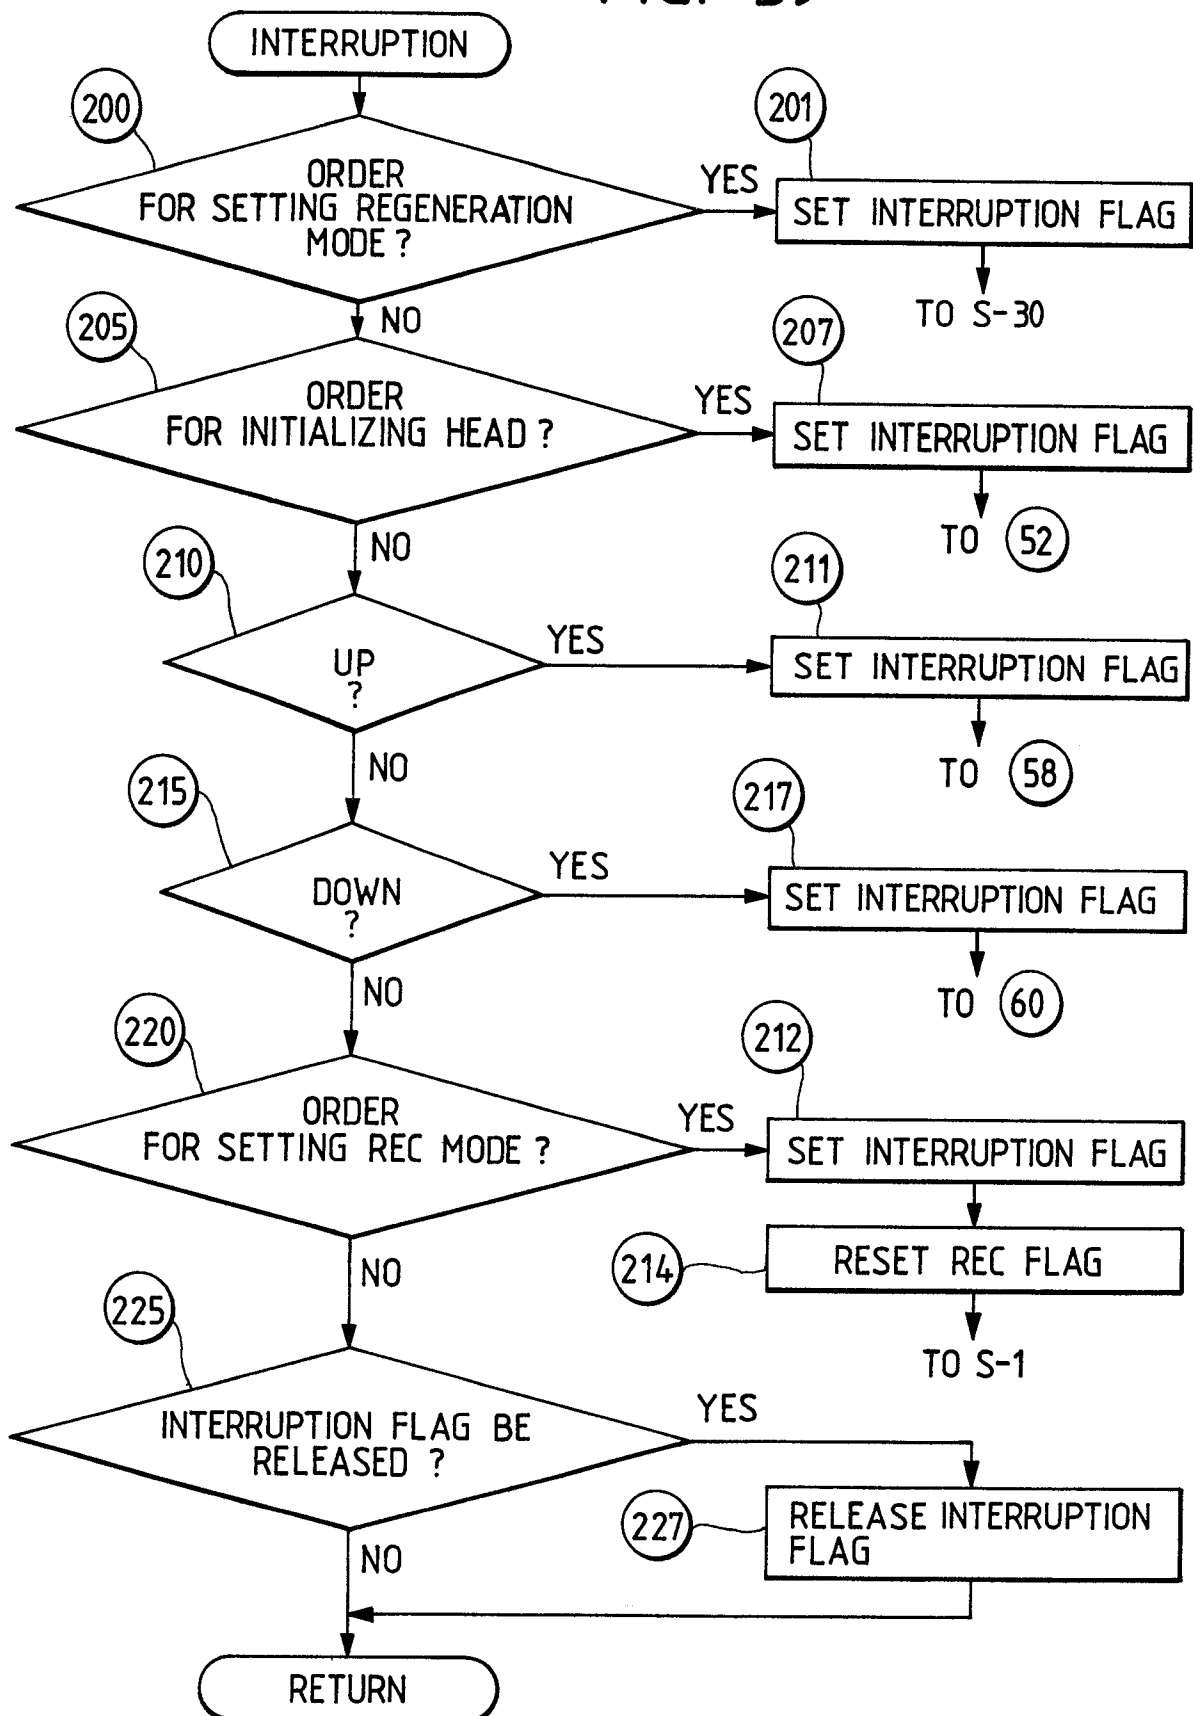 INTERRUPTION
200
ORDER
FOR SETTING REGENERATION
MODE ?
YES
201
SET INTERRUPTION FLAG
TO S-30
NO
205
ORDER
FOR INITIALIZING HEAD ?
YES
207
SET INTERRUPTION FLAG
TO 52
NO
210
UP
?
YES
211
SET INTERRUPTION FLAG
TO 58
NO
215
DOWN
?
YES
217
SET INTERRUPTION FLAG
TO 60
NO
220
ORDER
FOR SETTING REC MODE ?
YES
212
SET INTERRUPTION FLAG
214
RESET REC FLAG
TO S-1
NO
225
INTERRUPTION FLAG BE
RELEASED ?
YES
227
RELEASE INTERRUPTION
FLAG
NO
RETURN